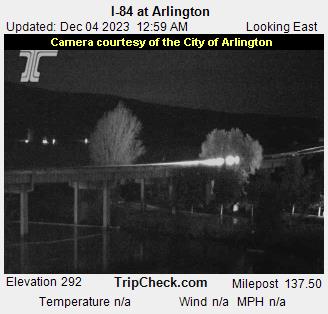 I-84 at Arlington
Updated: Dec 04 2023 12:59 AM Looking East
Camera courtesy of the City of Arlington
Elevation 292 TripCheck.com Milepost 137.50
Temperature n/a Wind n/a MPH n/a